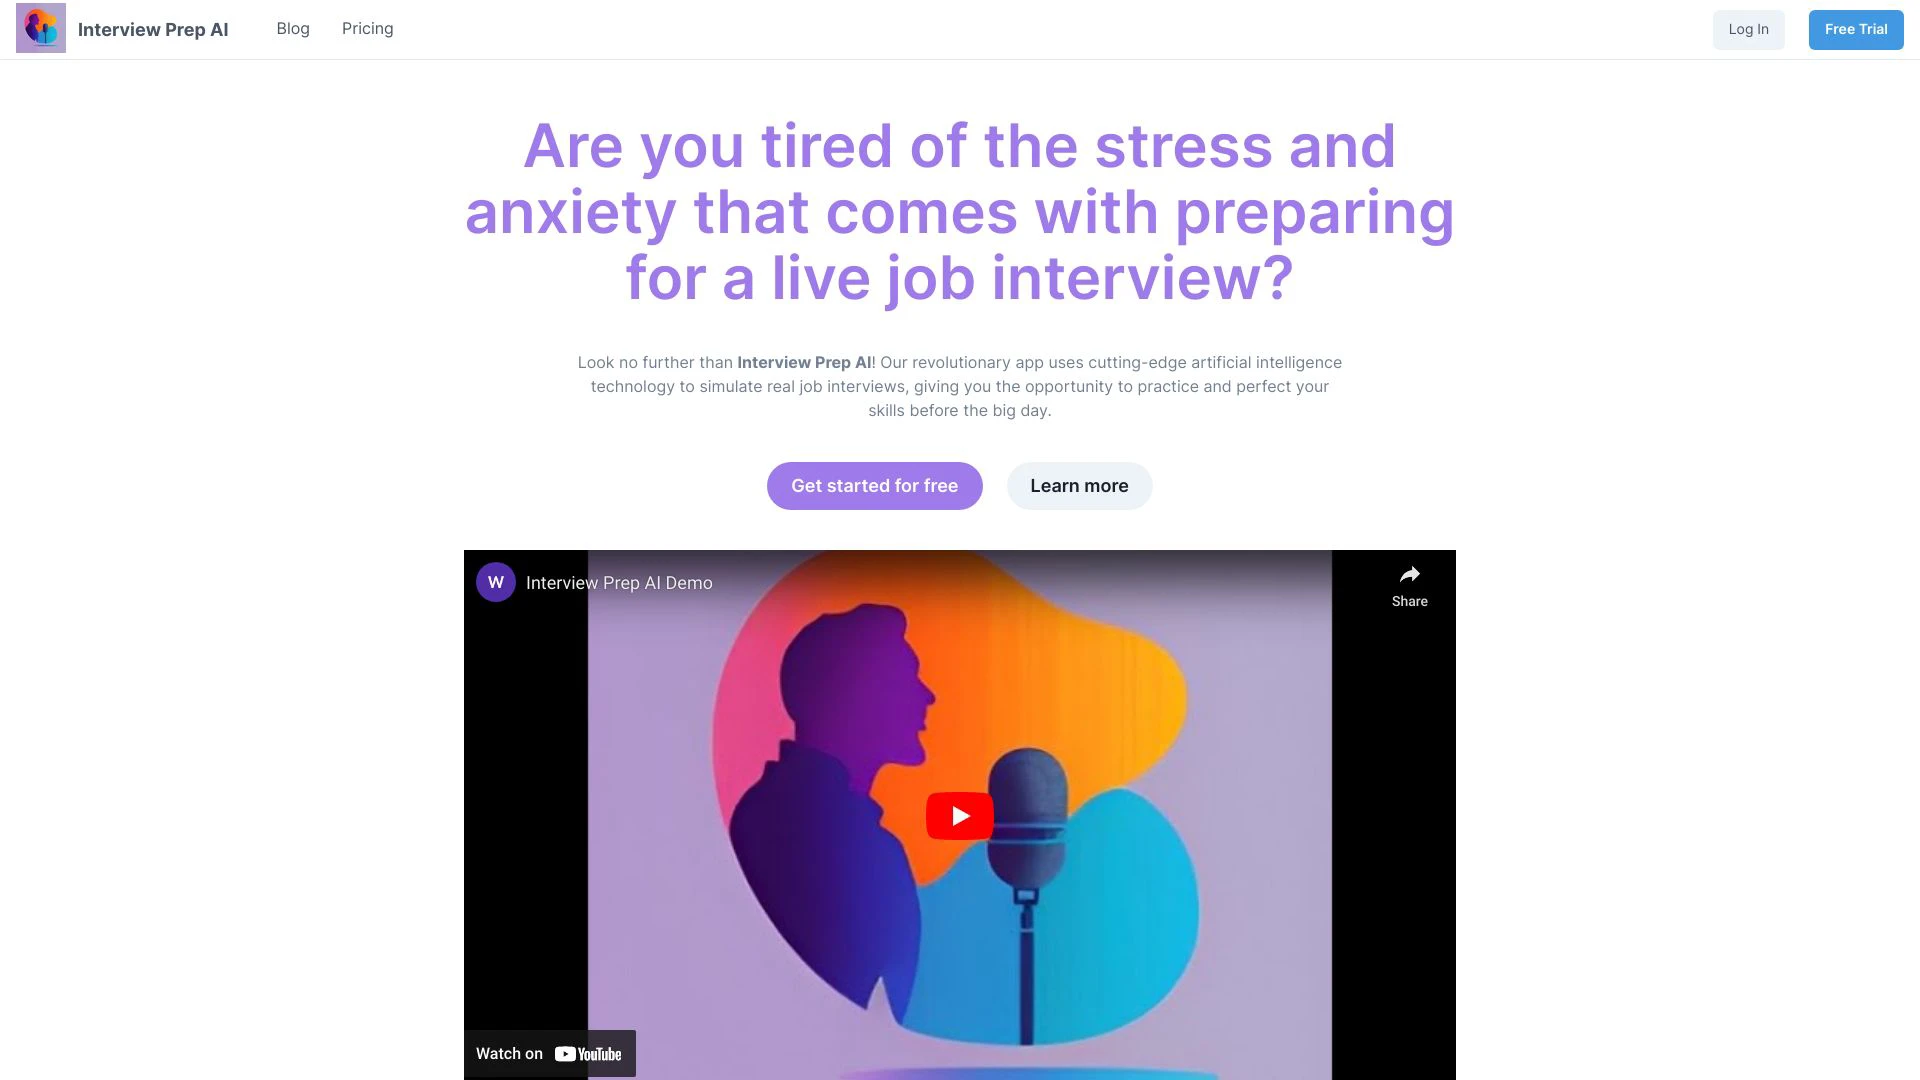 Interview Prep AI
Blog
Pricing
Log In
Free Trial
Are you tired of the stress and
anxiety that comes with preparing
for a live job interview?
Look no further than Interview Prep AI! Our revolutionary app uses cutting-edge artificial intelligence
technology to simulate real job interviews, giving you the opportunity to practice and perfect your
skills before the big day.
Get started for free
Learn more
W
Interview Prep AI Demo
Share
Watch on
YouTube